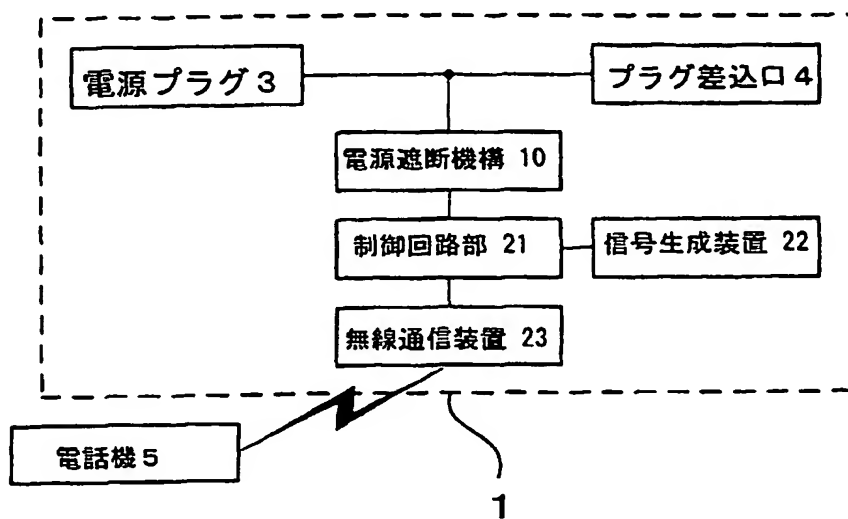 電源プラグ3
プラグ差込口4
電源遮断機構 10
制御回路部 21
信号生成装置 22
無線通信装置 23
電話機5
1